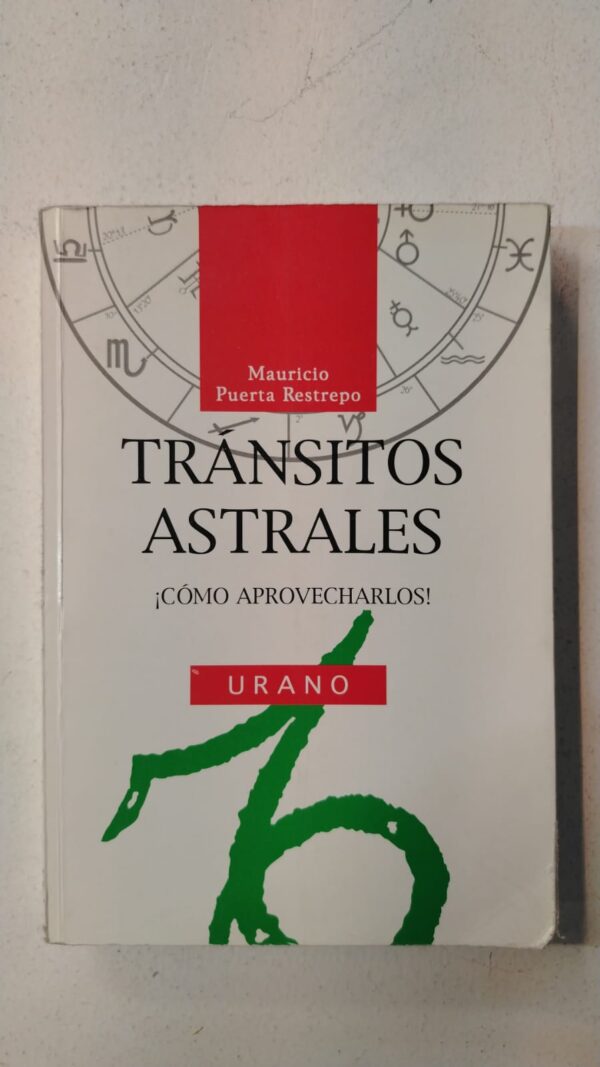 Mauricio
Puerta Restrepo
TRÁNSITOS
ASTRALES
¡CÓMO APROVECHARLOS!
URANO